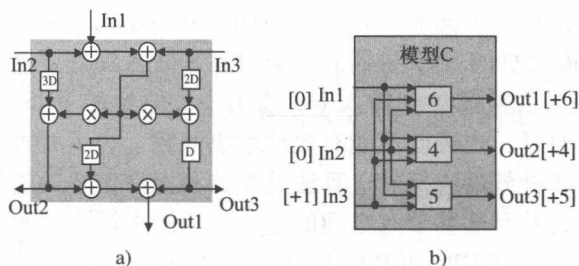 In1
In2
In3
3D
2D
2D
D
Out2
Out1
Out3
a)
模型C
[0] In1
6
Out1 [+6]
[0] In2
4
Out2 [+4]
[+1] In3
5
Out3 [+5]
b)